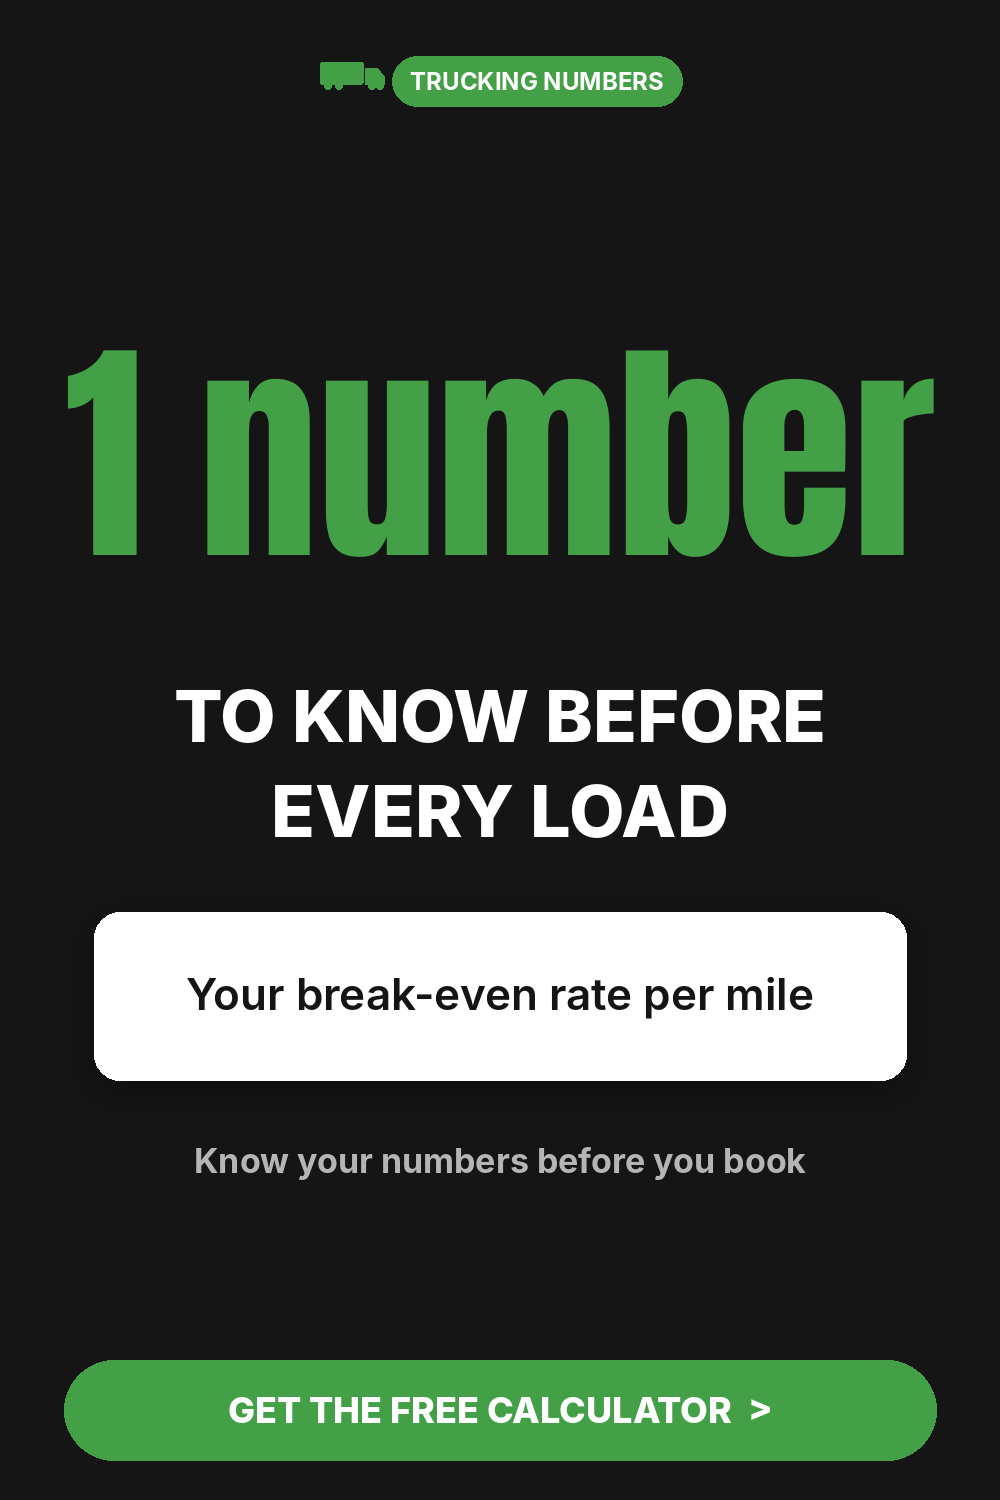 TRUCKING NUMBERS
1 number
TO KNOW BEFORE
EVERY LOAD
Your break-even rate per mile
Know your numbers before you book
GET THE FREE CALCULATOR >